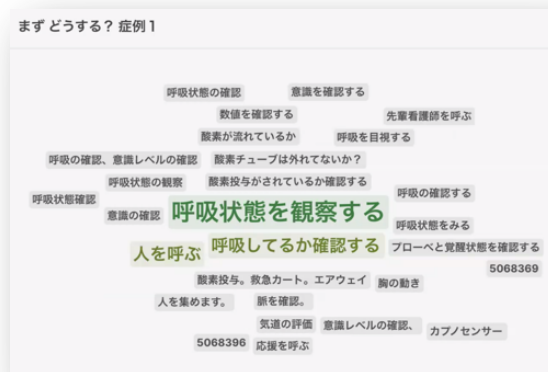 まず どうする？ 症例１
呼吸状態の確認
意識を確認する
数値を確認する
先輩看護師を呼ぶ
酸素が流れているか
呼吸を目視する
呼吸の確認、意識レベルの確認
酸素チューブは外れてないか？
呼吸状態の観察
酸素投与がされているか確認する
呼吸状態確認
呼吸の確認する
意識の確認
呼吸状態を観察する
呼吸状態をみる
人を呼ぶ
呼吸してるか確認する
プローべと覚醒状態を確認する
5068369
酸素投与。救急カート。エアウェイ
胸の動き
人を集めます。
脈を確認。
気道の評価
意識レベルの確認、
カプノセンサー
5068396
応援を呼ぶ